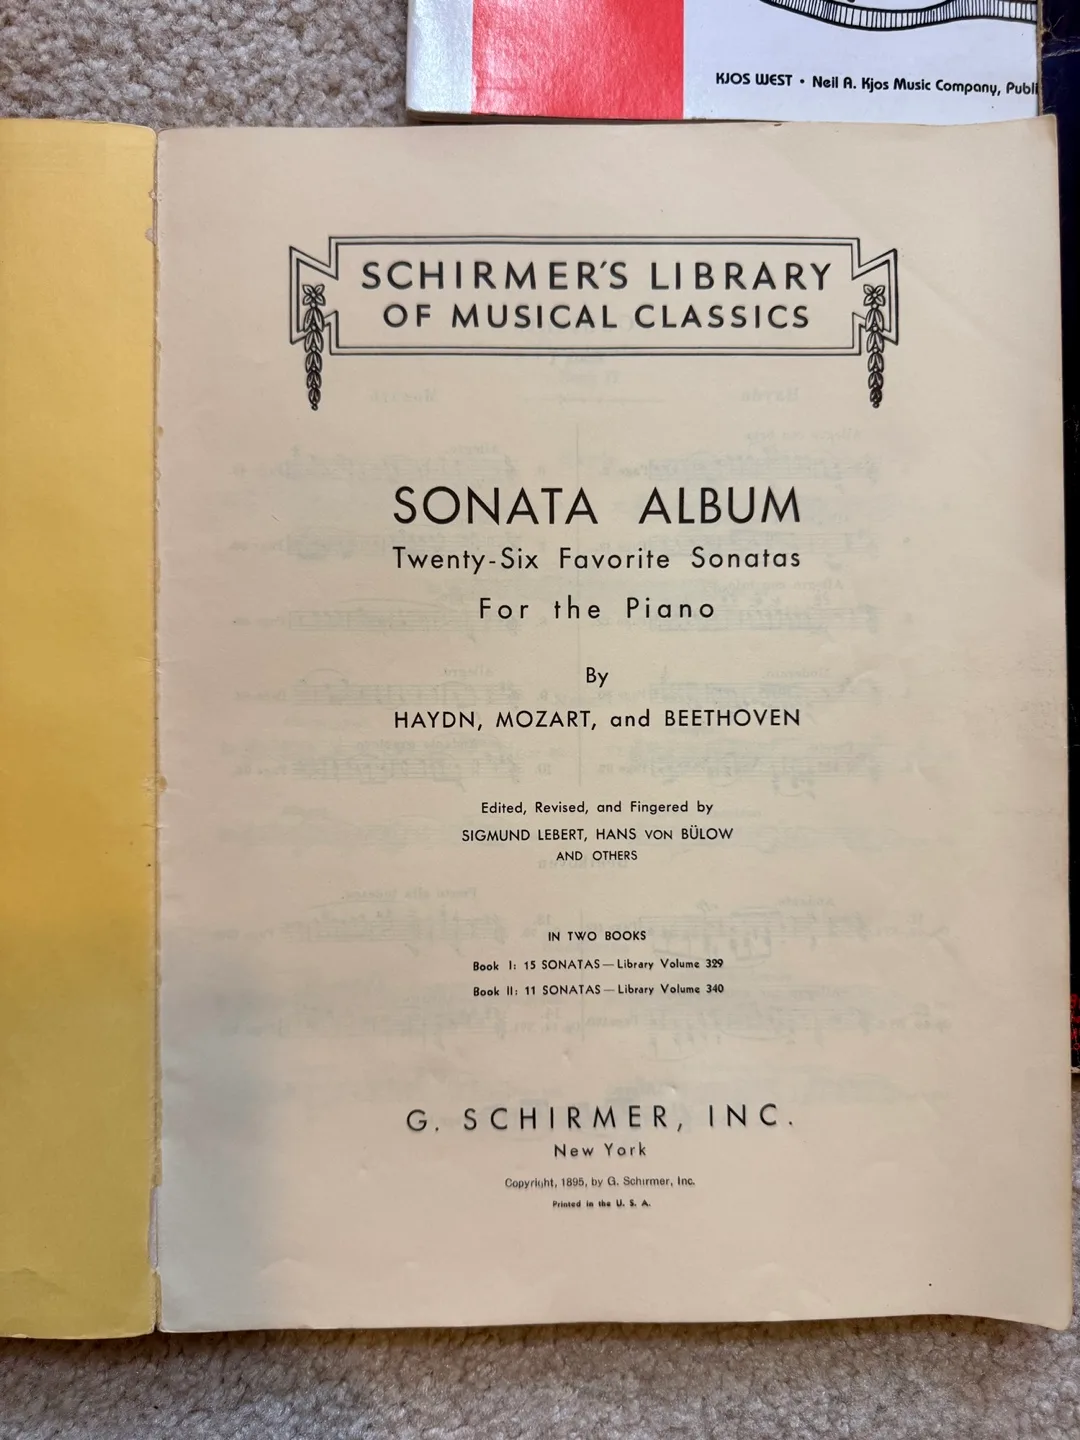 KJOS WEST • Neil A. Kjos Music Company, Publi
SCHIRMER'S LIBRARY
OF MUSICAL CLASSICS
SONATA ALBUM
Twenty-Six Favorite Sonatas
For the Piano
By
HAYDN, MOZART, and BEETHOVEN
Edited, Revised, and Fingered by
SIGMUND LEBERT, HANS VON BÜLOW
AND OTHERS
IN TWO BOOKS
Book I: 15 SONATAS — Library Volume 329
Book II: 11 SONATAS — Library Volume 340
G. SCHIRMER, INC.
New York
Copyright, 1895, by G. Schirmer, Inc.
Printed in the U. S. A.